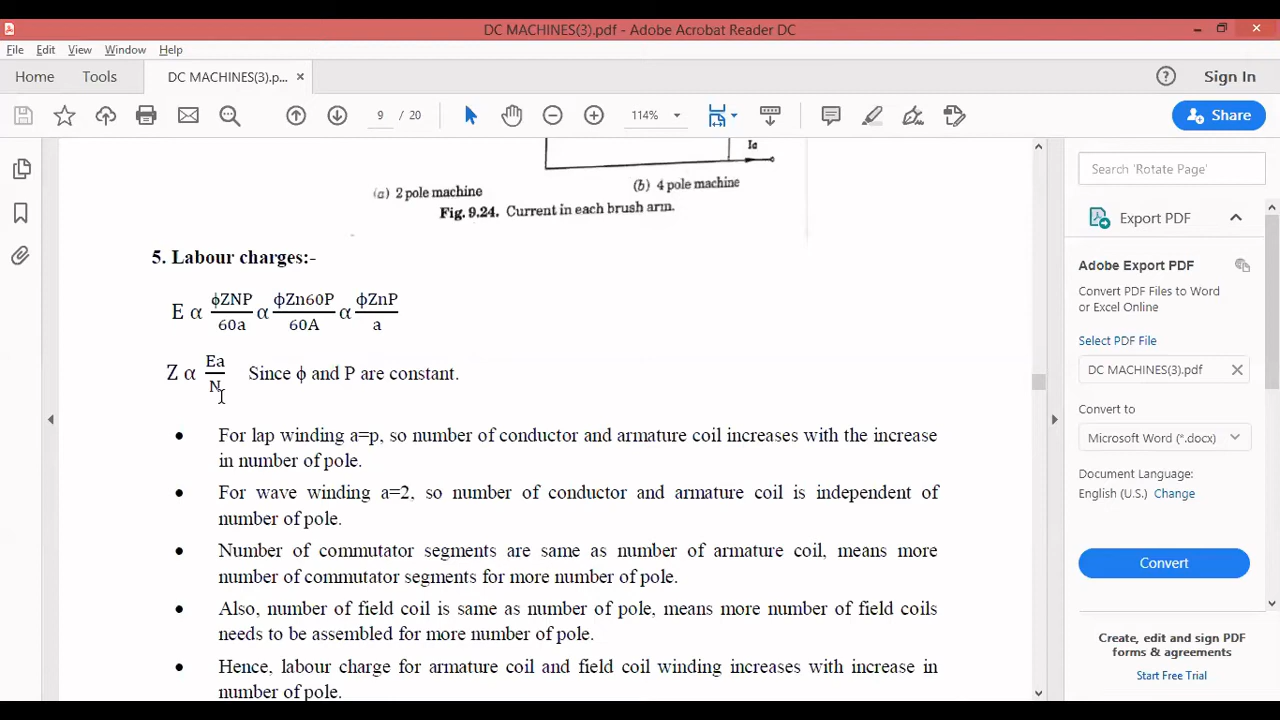 DC MACHINES(3).pdf - Adobe Acrobat Reader DC
File Edit View Window Help
Home Tools DC MACHINES(3).p... × Sign In
9 / 20 114% Share
Ia
(a) 2 pole machine (b) 4 pole machine
Fig. 9.24. Current in each brush arm.
5. Labour charges:-
E α ϕZNP/60a α ϕZn60P/60A α ϕZnP/a
Z α Ea/N Since ϕ and P are constant.
• For lap winding a=p, so number of conductor and armature coil increases with the increase
in number of pole.
• For wave winding a=2, so number of conductor and armature coil is independent of
number of pole.
• Number of commutator segments are same as number of armature coil, means more
number of commutator segments for more number of pole.
• Also, number of field coil is same as number of pole, means more number of field coils
needs to be assembled for more number of pole.
• Hence, labour charge for armature coil and field coil winding increases with increase in
number of pole.
Search 'Rotate Page'
Export PDF
Adobe Export PDF
Convert PDF Files to Word
or Excel Online
Select PDF File
DC MACHINES(3).pdf ×
Convert to
Microsoft Word (*.docx)
Document Language:
English (U.S.) Change
Convert
Create, edit and sign PDF
forms & agreements
Start Free Trial